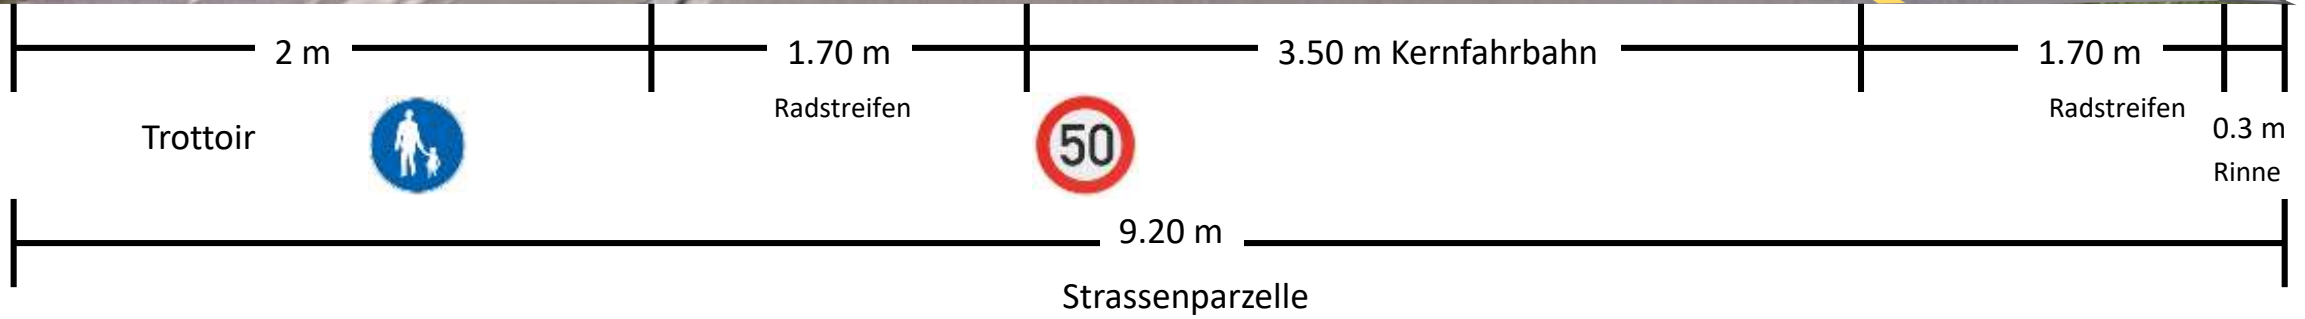 2 m
1.70 m
3.50 m Kernfahrbahn
1.70 m
Radstreifen
Radstreifen
Trottoir
50
0.3 m
Rinne
9.20 m
Strassenparzelle